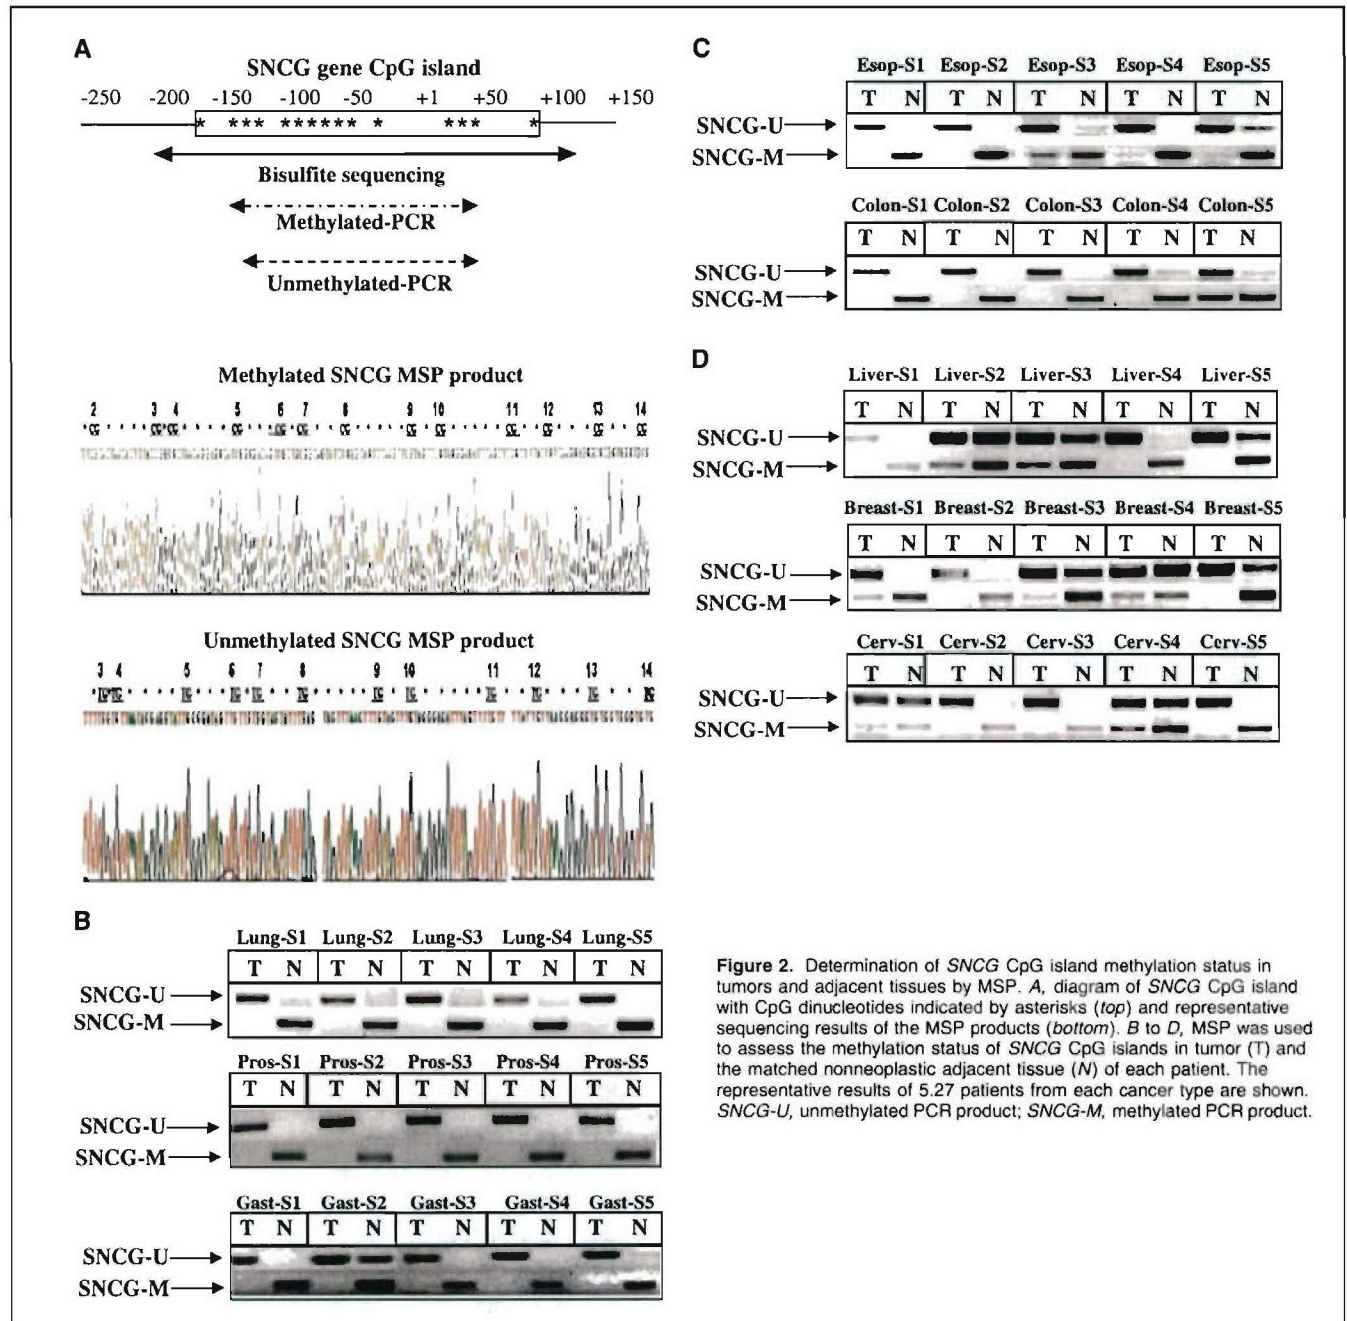 A
SNCG gene CpG island
-250 -200 -150 -100 -50 +1 +50 +100 +150
* *** ****** * *** *
Bisulfite sequencing
Methylated-PCR
Unmethylated-PCR
Methylated SNCG MSP product
2 3 4 5 6 7 8 9 10 11 12 13 14
Unmethylated SNCG MSP product
3 4 5 6 7 8 9 10 11 12 13 14
B
Lung-S1 Lung-S2 Lung-S3 Lung-S4 Lung-S5
T N T N T N T N T N
SNCG-U
SNCG-M
Pros-S1 Pros-S2 Pros-S3 Pros-S4 Pros-S5
T N T N T N T N T N
SNCG-U
SNCG-M
Gast-S1 Gast-S2 Gast-S3 Gast-S4 Gast-S5
T N T N T N T N T N
SNCG-U
SNCG-M
C
Esop-S1 Esop-S2 Esop-S3 Esop-S4 Esop-S5
T N T N T N T N T N
SNCG-U
SNCG-M
Colon-S1 Colon-S2 Colon-S3 Colon-S4 Colon-S5
T N T N T N T N T N
SNCG-U
SNCG-M
D
Liver-S1 Liver-S2 Liver-S3 Liver-S4 Liver-S5
T N T N T N T N T N
SNCG-U
SNCG-M
Breast-S1 Breast-S2 Breast-S3 Breast-S4 Breast-S5
T N T N T N T N T N
SNCG-U
SNCG-M
Cerv-S1 Cerv-S2 Cerv-S3 Cerv-S4 Cerv-S5
T N T N T N T N T N
SNCG-U
SNCG-M
Figure 2. Determination of SNCG CpG island methylation status in
tumors and adjacent tissues by MSP. A, diagram of SNCG CpG island
with CpG dinucleotides indicated by asterisks (top) and representative
sequencing results of the MSP products (bottom). B to D, MSP was used
to assess the methylation status of SNCG CpG islands in tumor (T) and
the matched nonneoplastic adjacent tissue (N) of each patient. The
representative results of 5.27 patients from each cancer type are shown.
SNCG-U, unmethylated PCR product; SNCG-M, methylated PCR product.